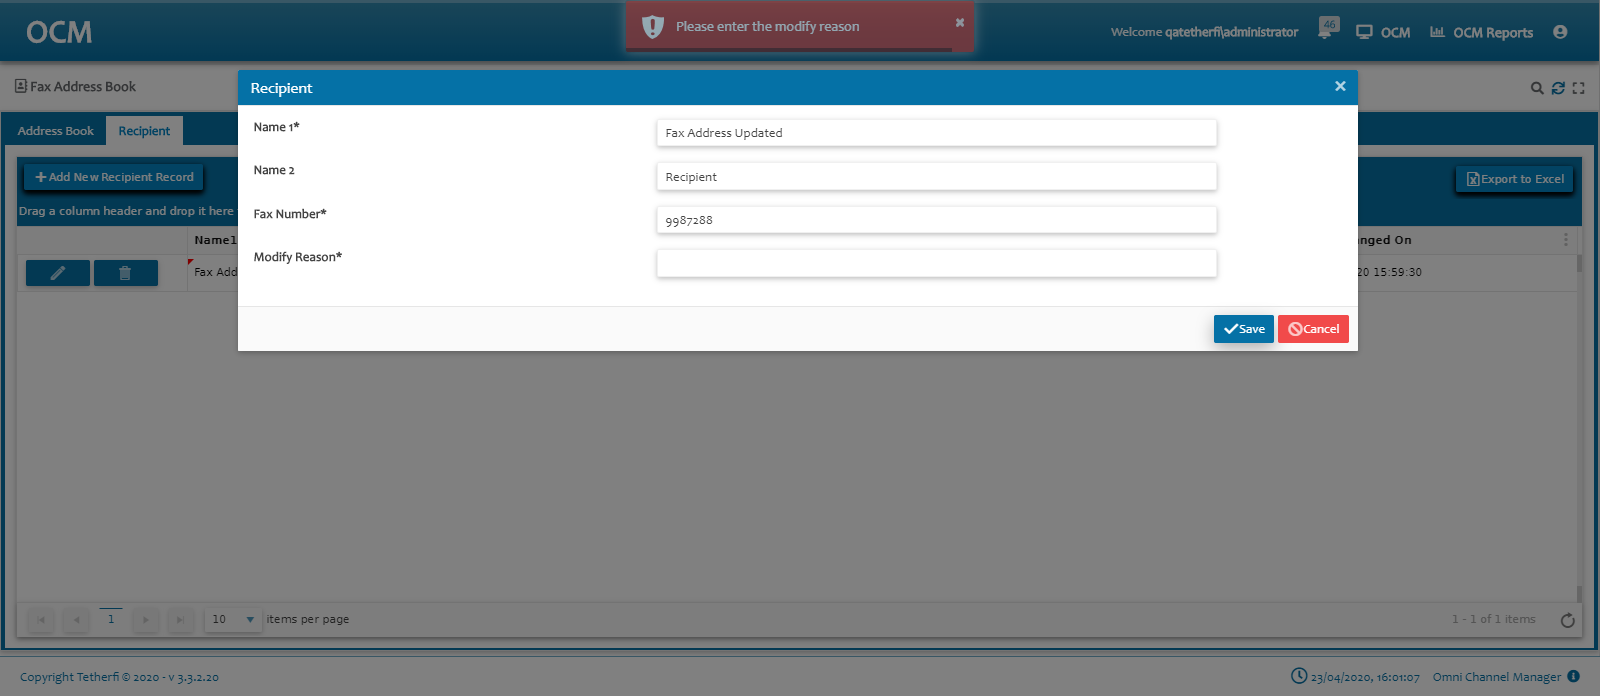 OCM
Please enter the modify reason
Welcome qatetherfi\administrator
46
OCM
OCM Reports
Fax Address Book
Recipient
Address Book
Recipient
Name 1*
Fax Address Updated
Name 2
Recipient
Fax Number*
9987288
Modify Reason*
Save
Cancel
Add New Recipient Record
Export to Excel
Drag a column header and drop it here
Name1
nged On
Fax Add
20 15:59:30
1
10
items per page
1 - 1 of 1 items
Copyright Tetherfi © 2020 - v 3.3.2.20
23/04/2020, 16:01:07
Omni Channel Manager